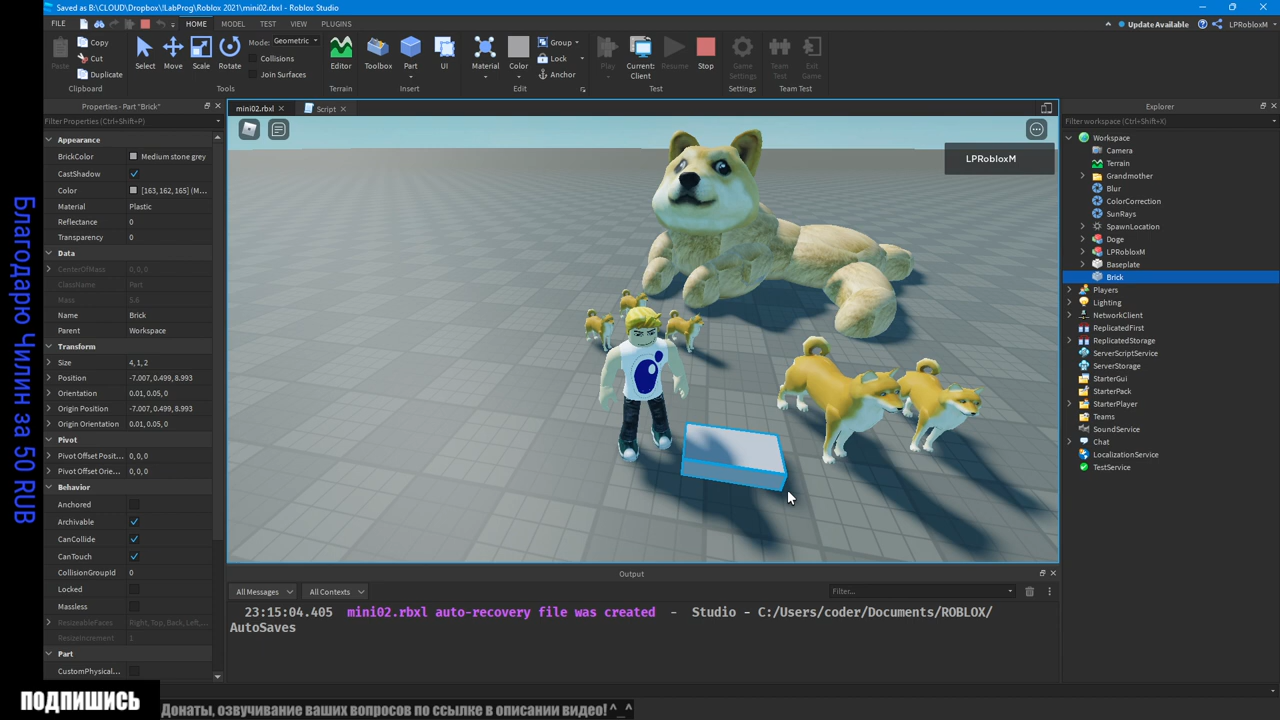 Saved as B:\CLOUD\Dropbox\!LabProg\Roblox 2021\mini02.rbxl - Roblox Studio
FILE HOME MODEL TEST VIEW PLUGINS Update Available LPRobloxM
Paste Copy Cut Duplicate Clipboard
Select Move Scale Rotate Mode: Geometric Collisions Join Surfaces Tools
Editor Terrain
Toolbox Part UI Insert
Material Color Group Lock Anchor Edit
Play Current: Client Resume Stop Test
Game Settings Settings
Team Test Exit Game Team Test
Properties - Part "Brick"
Filter Properties (Ctrl+Shift+P)
Appearance
BrickColor Medium stone grey
CastShadow
Color [163, 162, 165] (M...
Material Plastic
Reflectance 0
Transparency 0
Data
CenterOfMass 0, 0, 0
ClassName Part
Mass 5.6
Name Brick
Parent Workspace
Transform
Size 4, 1, 2
Position -7.007, 0.499, 8.993
Orientation 0.01, 0.05, 0
Origin Position -7.007, 0.499, 8.993
Origin Orientation 0.01, 0.05, 0
Pivot
Pivot Offset Posit... 0, 0, 0
Pivot Offset Orie... 0, 0, 0
Behavior
Anchored
Archivable
CanCollide
CanTouch
CollisionGroupId 0
Locked
Massless
ResizeableFaces Right, Top, Back, Left,...
ResizeIncrement 1
Part
CustomPhysical...
mini02.rbxl Script
LPRobloxM
Output
All Messages All Contexts Filter...
23:15:04.405 mini02.rbxl auto-recovery file was created - Studio - C:/Users/coder/Documents/ROBLOX/
AutoSaves
Explorer
Filter workspace (Ctrl+Shift+X)
Workspace
Camera
Terrain
Grandmother
Blur
ColorCorrection
SunRays
SpawnLocation
Doge
LPRobloxM
Baseplate
Brick
Players
Lighting
NetworkClient
ReplicatedFirst
ReplicatedStorage
ServerScriptService
ServerStorage
StarterGui
StarterPack
StarterPlayer
Teams
SoundService
Chat
LocalizationService
TestService
Благодарю Чилин за 50 RUB
подпишись
Донаты, озвучивание ваших вопросов по ссылке в описании видео! ^_^